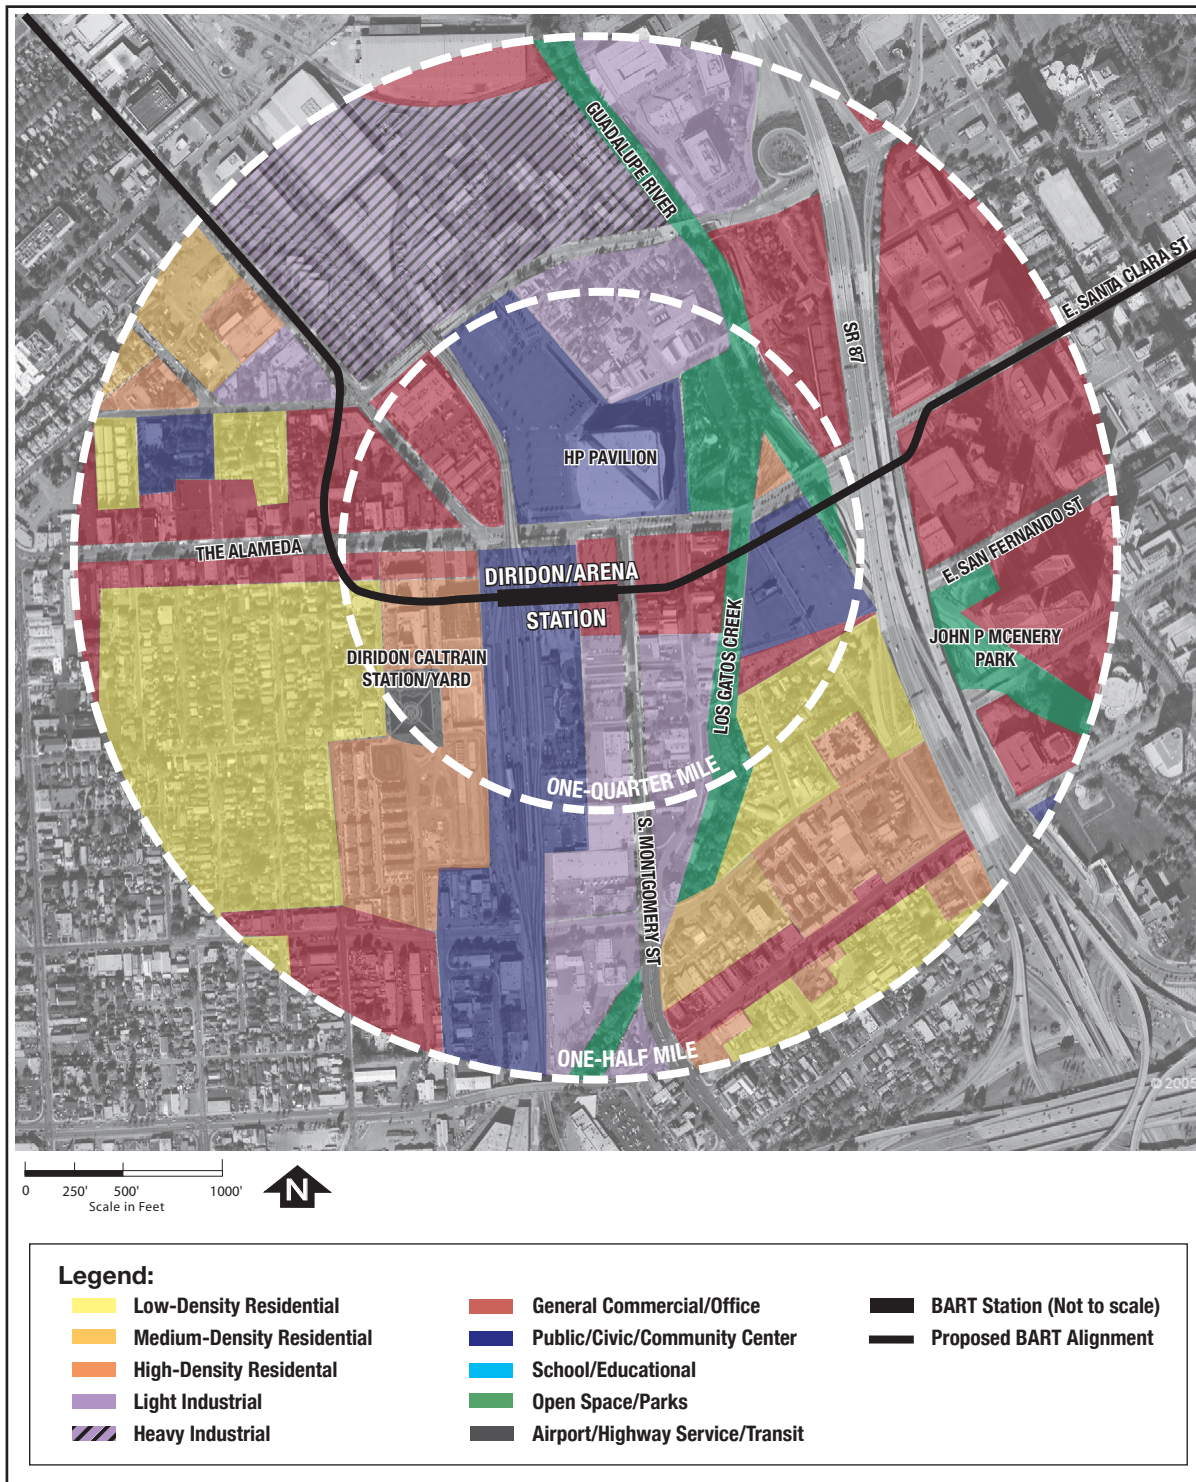 GUADALUPE RIVER
E. SANTA CLARA ST
SR 87
HP PAVILION
E. SAN FERNANDO ST
THE ALAMEDA
DIRIDON/ARENA
STATION
JOHN P MCENERY
PARK
DIRIDON CALTRAIN
STATION/YARD
LOS GATOS CREEK
ONE-QUARTER MILE
S. MONTGOMERY ST
ONE-HALF MILE
© 2005
0 250' 500' 1000'
Scale in Feet
N
Legend:
Low-Density Residential
Medium-Density Residential
High-Density Residental
Light Industrial
Heavy Industrial
General Commercial/Office
Public/Civic/Community Center
School/Educational
Open Space/Parks
Airport/Highway Service/Transit
BART Station (Not to scale)
Proposed BART Alignment